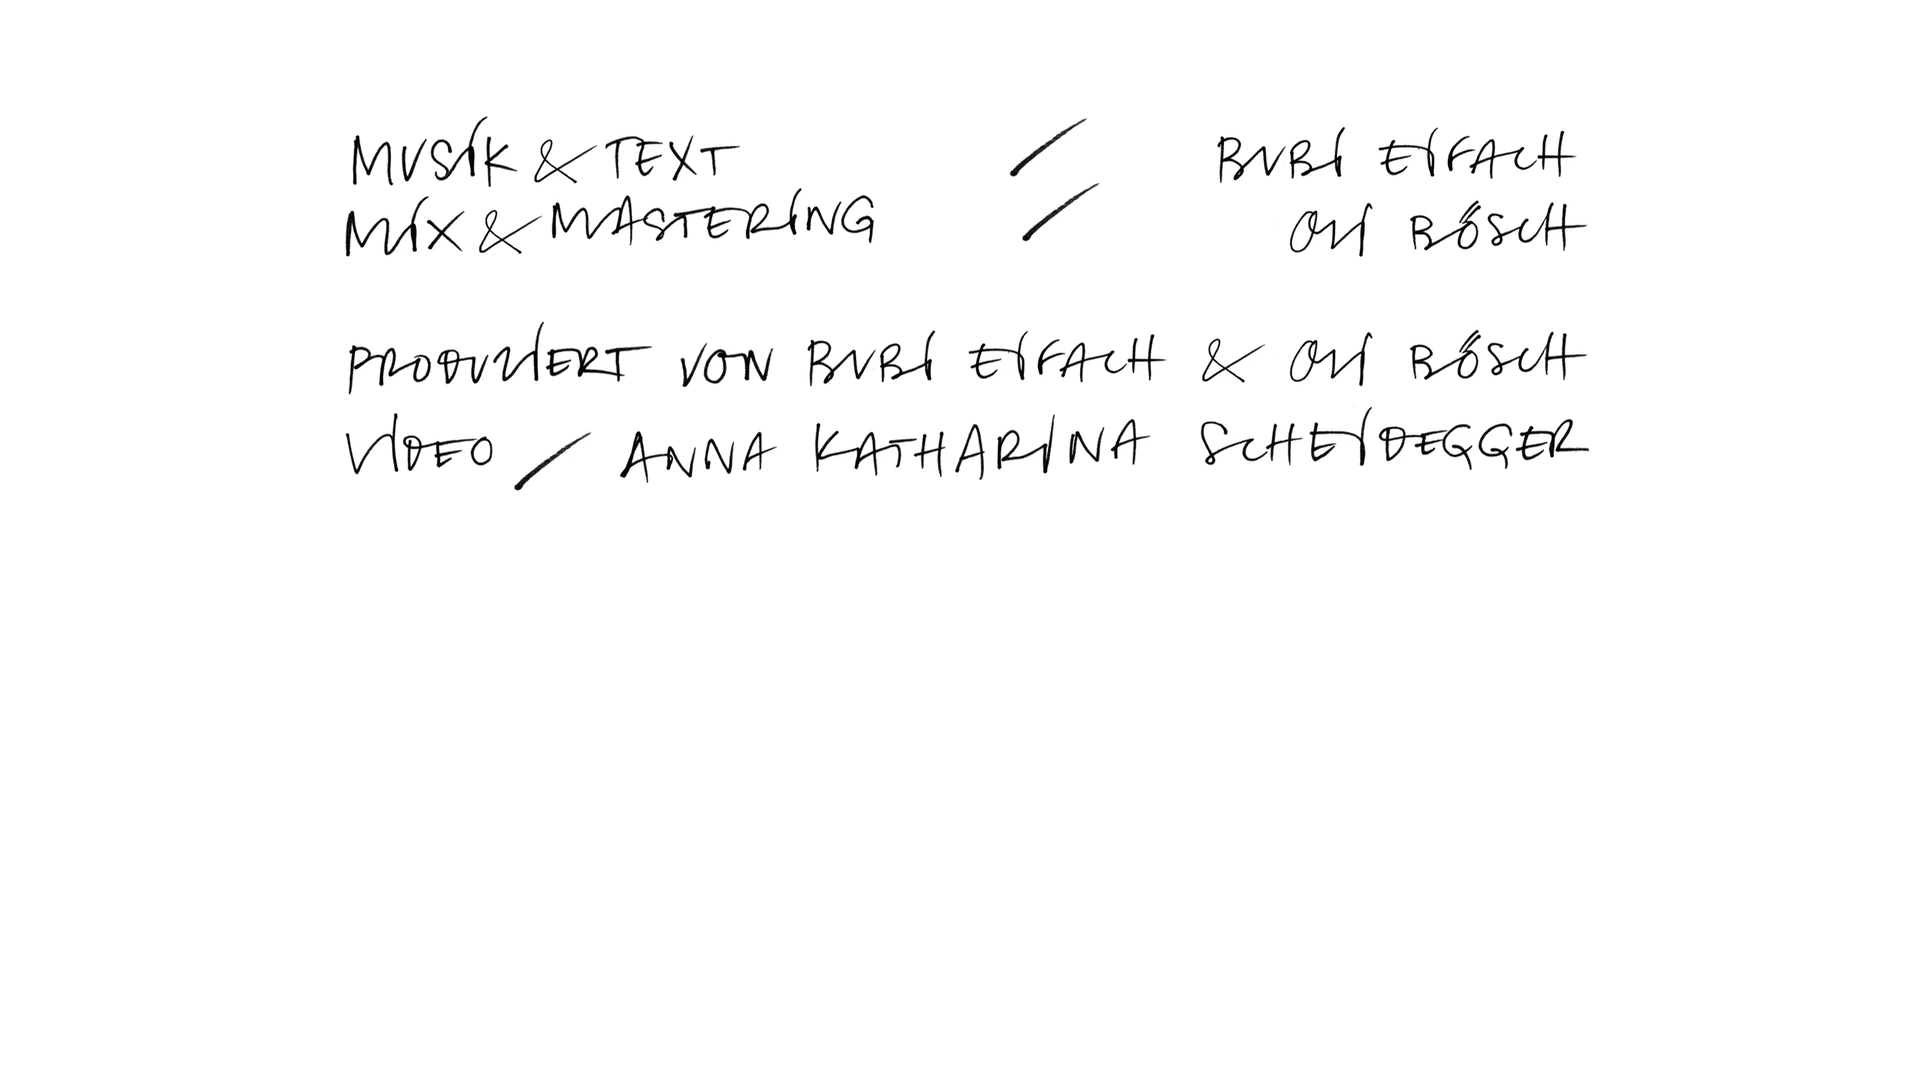 MUSIK & TEXT / BUBI EIFACH
MIX & MASTERING / OLI BÖSCH
PRODUZIERT VON BUBI EIFACH & OLI BÖSCH
VIDEO / ANNA KATHARINA SCHEIDEGGER